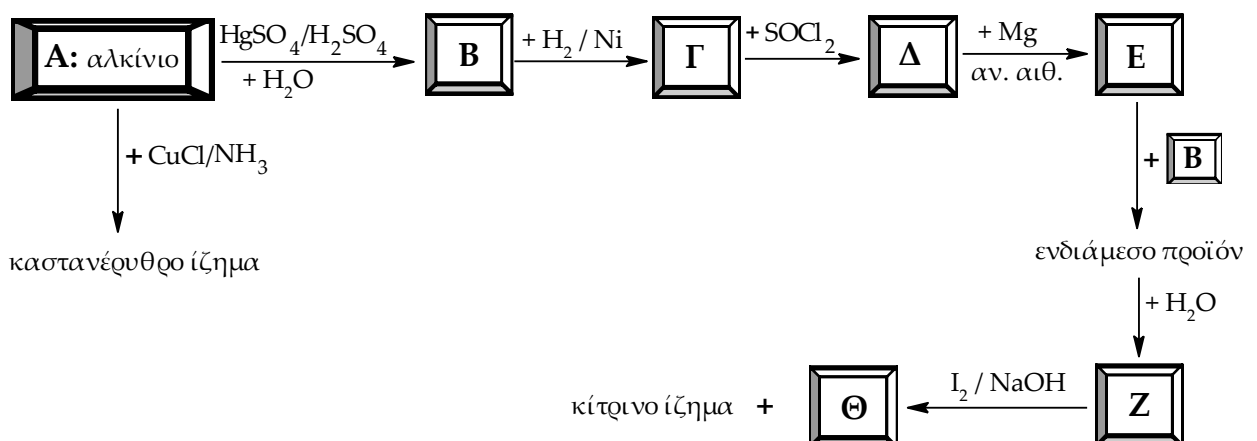 A: αλκίνιο
HgSO₄/H₂SO₄
+ H₂O
B
+ H₂ / Ni
Γ
+ SOCl₂
Δ
+ Mg
αν. αιθ.
E
+ CuCl/NH₃
καστανέρυθρο ίζημα
+ B
ενδιάμεσο προϊόν
+ H₂O
κίτρινο ίζημα + Θ
I₂ / NaOH
Z